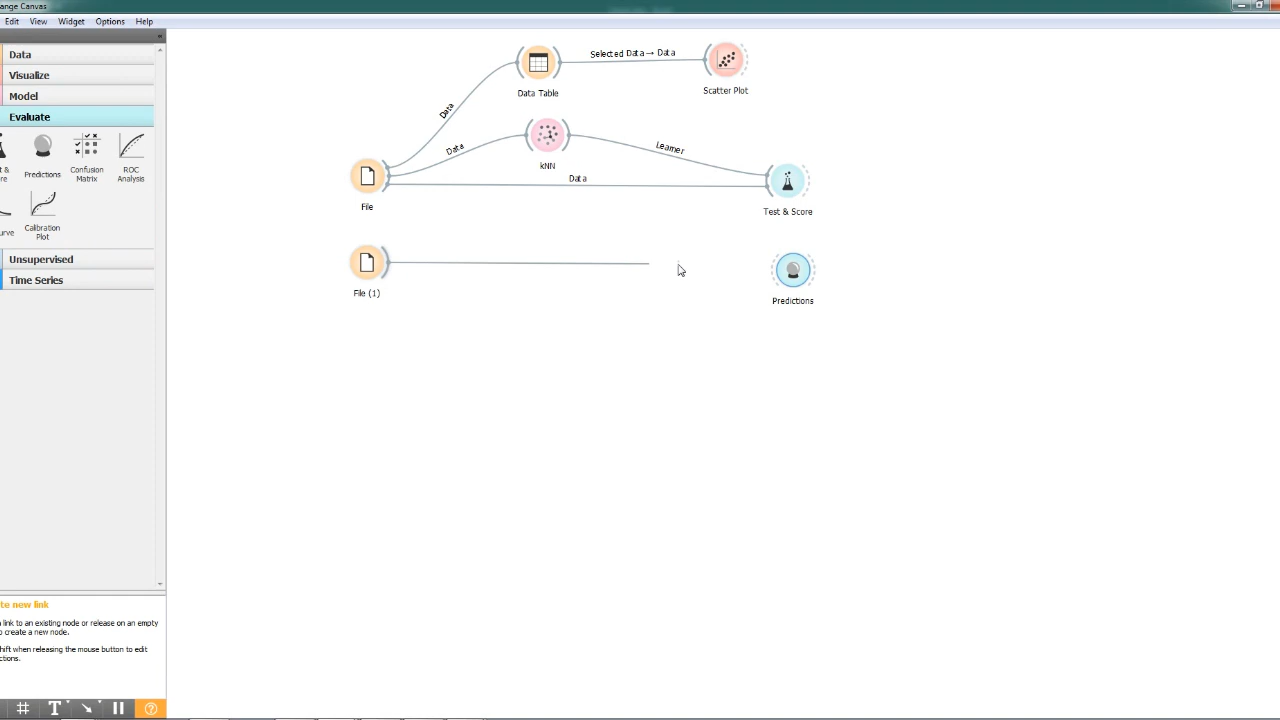 ange Canvas
Edit View Widget Options Help
Data
Visualize
Model
Evaluate
t &
re
Predictions
Confusion
Matrix
ROC
Analysis
urve
Calibration
Plot
Unsupervised
Time Series
Data Table
Selected Data → Data
Scatter Plot
Data
Data
kNN
Learner
Data
File
Test & Score
File (1)
Predictions
te new link
link to an existing node or release on an empty
o create a new node.
hift when releasing the mouse button to edit
ctions.
T
?